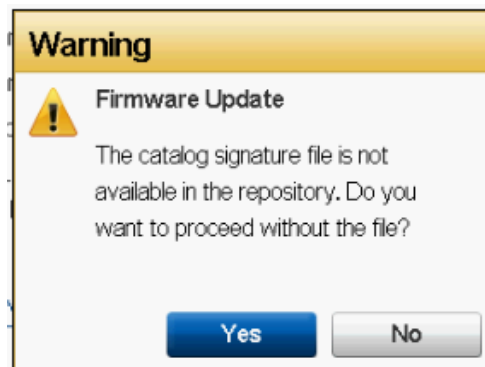 Warning
Firmware Update
The catalog signature file is not
available in the repository. Do you
want to proceed without the file?
Yes
No